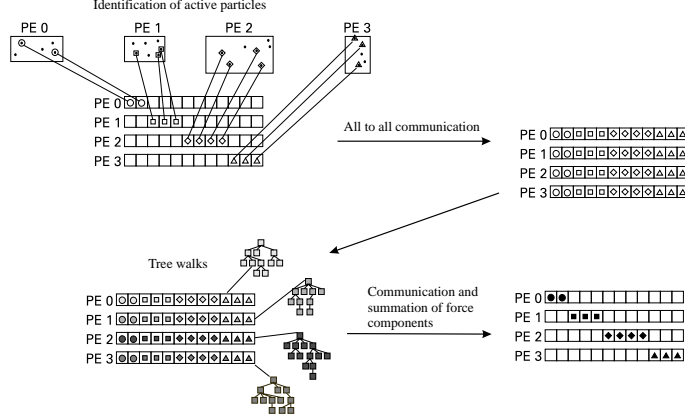 Identification of active particles
PE 0
PE 1
PE 2
PE 3
PE 0
PE 1
PE 2
PE 3
All to all communication
PE 0
PE 1
PE 2
PE 3
Tree walks
PE 0
PE 1
PE 2
PE 3
Communication and
summation of force
components
PE 0
PE 1
PE 2
PE 3